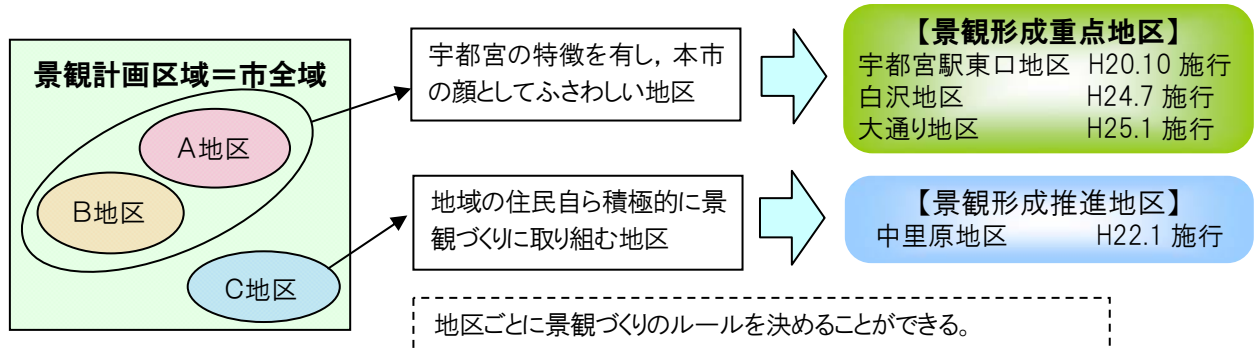 景観計画区域＝市全域
A地区
B地区
C地区
宇都宮の特徴を有し，本市
の顔としてふさわしい地区
地域の住民自ら積極的に景
観づくりに取り組む地区
【景観形成重点地区】
宇都宮駅東口地区 H20.10 施行
白沢地区 H24.7 施行
大通り地区 H25.1 施行
【景観形成推進地区】
中里原地区 H22.1 施行
地区ごとに景観づくりのルールを決めることができる。